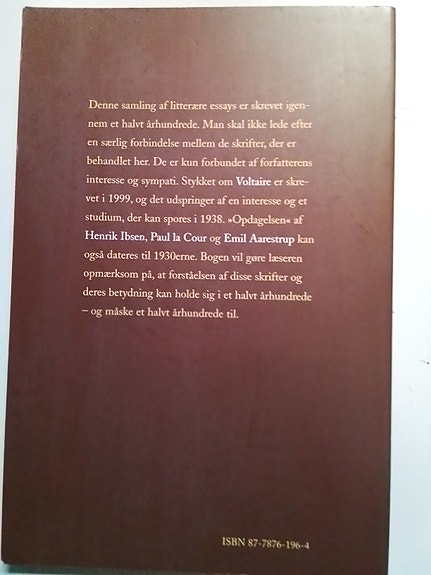 Denne samling af litterære essays er skrevet igen-
nem et halvt århundrede. Man skal ikke lede efter
en særlig forbindelse mellem de skrifter, der er
behandlet her. De er kun forbundet af forfatterens
interesse og sympati. Stykket om Voltaire er skre-
vet i 1999, og det udspringer af en interesse og et
studium, der kan spores i 1938. »Opdagelsen« af
Henrik Ibsen, Paul la Cour og Emil Aarestrup kan
også dateres til 1930erne. Bogen vil gøre læseren
opmærksom på, at forståelsen af disse skrifter og
deres betydning kan holde sig i et halvt århundrede
– og måske et halvt århundrede til.
ISBN 87-7876-196-4